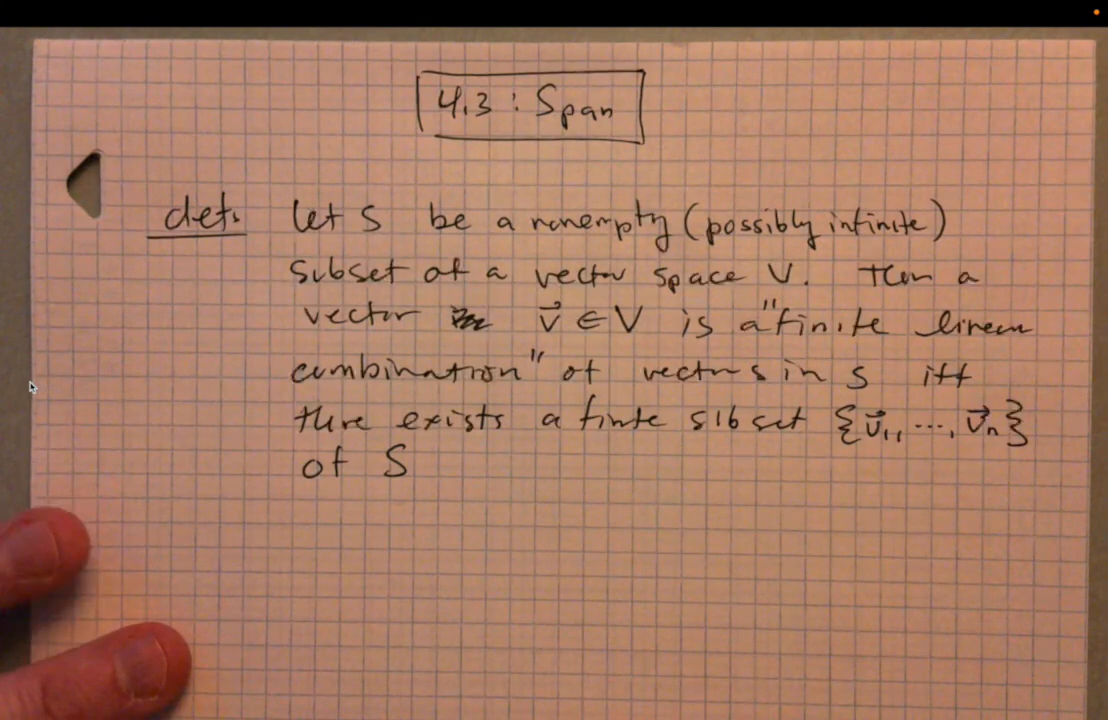 4.3 : Span
def. Let S be a nonempty (possibly infinite)
subset of a vector space V. Then a
vector v⃗ ∈ V is a "finite linear
combination" of vectors in S iff
there exists a finite subset {v⃗₁, ..., v⃗ₙ}
of S